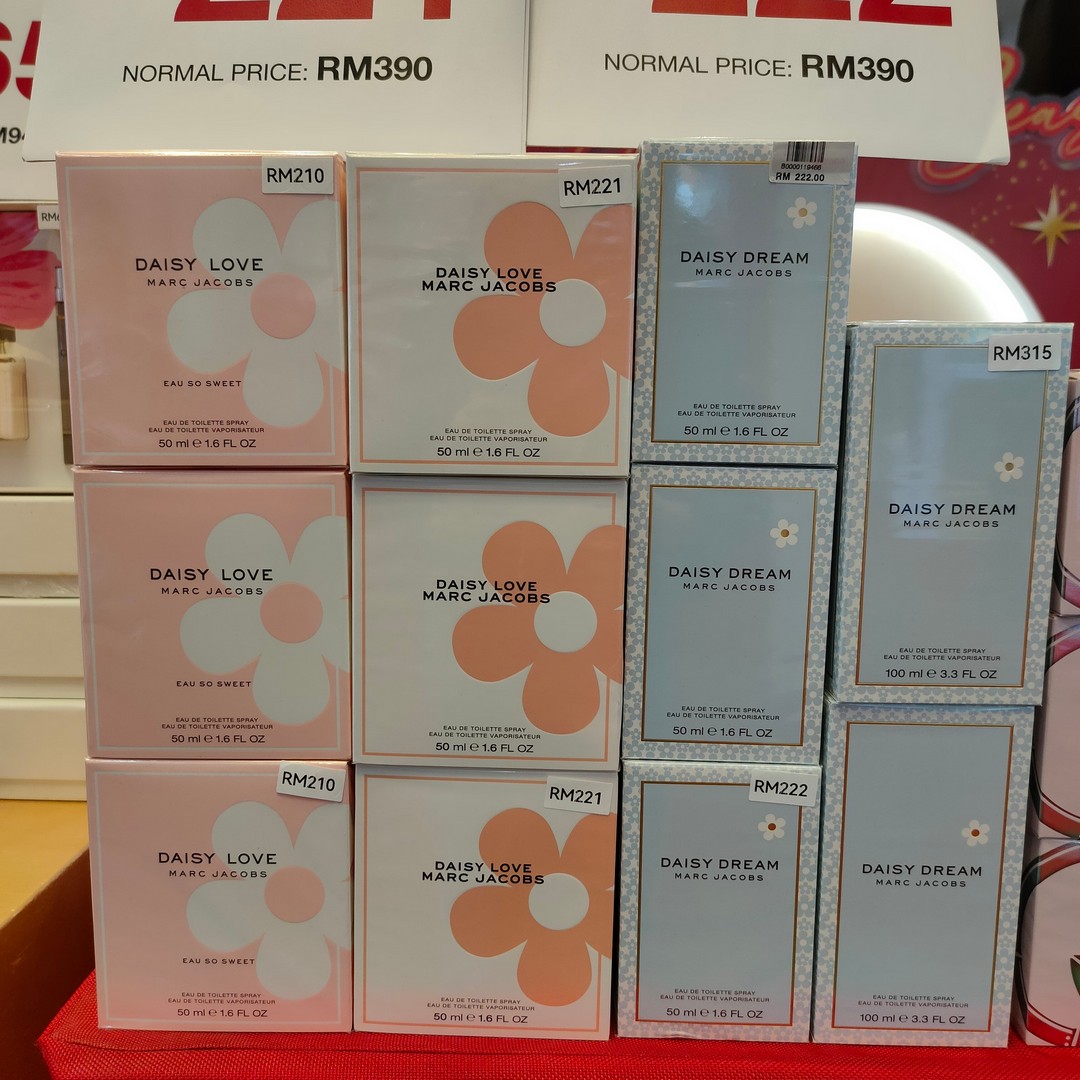 221
222
NORMAL PRICE: RM390
NORMAL PRICE: RM390
RM210
DAISY LOVE
MARC JACOBS
EAU SO SWEET
EAU DE TOILETTE SPRAY
EAU DE TOILETTE VAPORISATEUR
50 ml e 1.6 FL OZ
RM221
DAISY LOVE
MARC JACOBS
EAU DE TOILETTE SPRAY
EAU DE TOILETTE VAPORISATEUR
50 ml e 1.6 FL OZ
80000119466
RM 222.00
DAISY DREAM
MARC JACOBS
EAU DE TOILETTE SPRAY
EAU DE TOILETTE VAPORISATEUR
50 ml e 1.6 FL OZ
RM315
DAISY DREAM
MARC JACOBS
EAU DE TOILETTE SPRAY
EAU DE TOILETTE VAPORISATEUR
100 ml e 3.3 FL OZ
DAISY LOVE
MARC JACOBS
EAU SO SWEET
EAU DE TOILETTE SPRAY
EAU DE TOILETTE VAPORISATEUR
50 ml e 1.6 FL OZ
DAISY LOVE
MARC JACOBS
EAU DE TOILETTE SPRAY
EAU DE TOILETTE VAPORISATEUR
50 ml e 1.6 FL OZ
DAISY DREAM
MARC JACOBS
EAU DE TOILETTE SPRAY
EAU DE TOILETTE VAPORISATEUR
50 ml e 1.6 FL OZ
RM210
DAISY LOVE
MARC JACOBS
EAU SO SWEET
EAU DE TOILETTE SPRAY
EAU DE TOILETTE VAPORISATEUR
50 ml e 1.6 FL OZ
RM221
DAISY LOVE
MARC JACOBS
EAU DE TOILETTE SPRAY
EAU DE TOILETTE VAPORISATEUR
50 ml e 1.6 FL OZ
RM222
DAISY DREAM
MARC JACOBS
EAU DE TOILETTE SPRAY
EAU DE TOILETTE VAPORISATEUR
50 ml e 1.6 FL OZ
DAISY DREAM
MARC JACOBS
EAU DE TOILETTE SPRAY
EAU DE TOILETTE VAPORISATEUR
100 ml e 3.3 FL OZ